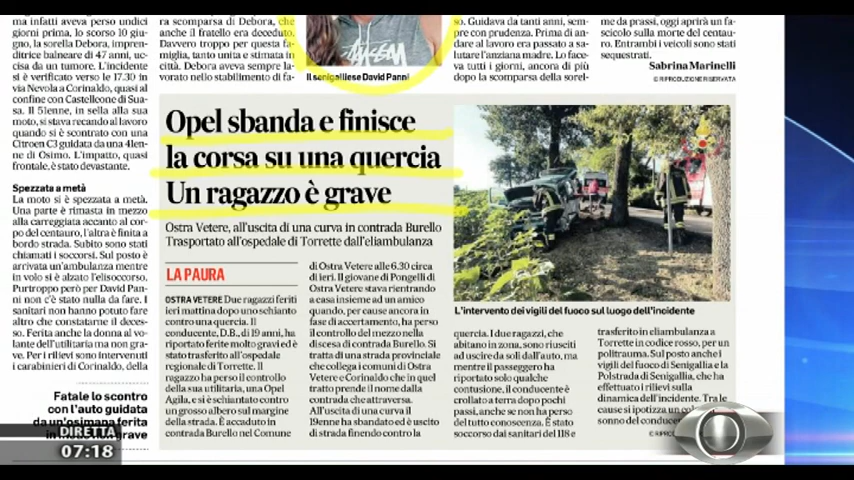 ma infatti aveva perso undici
giorni prima, lo scorso 10 giu-
gno, la sorella Debora, impren-
ditrice balneare di 47 anni, uc-
cisa da un tumore. L'incidente
si è verificato verso le 17.30 in
via Nevola a Corinaldo, quasi al
confine con Castelleone di Sua-
sa. Il 51enne, in sella alla sua
moto, si stava recando al lavoro
quando si è scontrato con una
Citroen C3 guidata da una 41en-
ne di Osimo. L'impatto, quasi
frontale, è stato devastante.
Spezzata a metà
La moto si è spezzata a metà.
Una parte è rimasta in mezzo
alla carreggiata accanto al cor-
po del centauro, l'altra è finita a
bordo strada. Subito sono stati
chiamati i soccorsi. Sul posto è
arrivata un'ambulanza mentre
in volo si è alzato l'elisoccorso.
Purtroppo però per David Pan-
ni non c'è stato nulla da fare. I
sanitari non hanno potuto fare
altro che constatarne il deces-
so. Ferita anche la donna al vo-
lante dell'utilitaria ma non gra-
ve. Per i rilievi sono intervenuti
i carabinieri di Corinaldo, della
Fatale lo scontro
con l'auto guidata
da un'osimana ferita
grave
ra scomparsa di Debora, che
anche il fratello era deceduto.
Davvero troppo per questa fa-
miglia, tanto unita e stimata in
città. Debora aveva sempre la-
vorato nello stabilimento di fa-
Il senigalliese David Panni
so. Guidava da tanti anni, sem-
pre con prudenza. Prima di an-
dare al lavoro era passato a sa-
lutare l'anziana madre. Lo face-
va tutti i giorni, ancora di più
dopo la scomparsa della sorel-
me da prassi, oggi aprirà un fa-
scicolo sulla morte del centau-
ro. Entrambi i veicoli sono stati
sequestrati.
Sabrina Marinelli
© RIPRODUZIONE RISERVATA
Opel sbanda e finisce
la corsa su una quercia
Un ragazzo è grave
Ostra Vetere, all'uscita di una curva in contrada Burello
Trasportato all'ospedale di Torrette dall'eliambulanza
LA PAURA
OSTRA VETERE Due ragazzi feriti
ieri mattina dopo uno schianto
contro una quercia. Il
conducente, D.B., di 19 anni, ha
riportato ferite molto gravi ed è
stato trasferito all'ospedale
regionale di Torrette. Il
ragazzo ha perso il controllo
della sua utilitaria, una Opel
Agila, e si è schiantato contro
un grosso albero sul margine
della strada. È accaduto in
contrada Burello nel Comune
di Ostra Vetere alle 6.30 circa
di ieri. Il giovane di Pongelli di
Ostra Vetere stava rientrando
a casa insieme ad un amico
quando, per cause ancora in
fase di accertamento, ha perso
il controllo del mezzo nella
discesa di contrada Burello. Si
tratta di una strada provinciale
che collega i comuni di Ostra
Vetere e Corinaldo che in quel
tratto prende il nome dalla
contrada che attraversa.
All'uscita di una curva il
19enne ha sbandato ed è uscito
di strada finendo contro la
L'intervento dei vigili del fuoco sul luogo dell'incidente
quercia. I due ragazzi, che
abitano in zona, sono riusciti
ad uscire da soli dall'auto, ma
mentre il passeggero ha
riportato solo qualche
contusione, il conducente è
crollato a terra dopo pochi
passi, anche se non ha perso
del tutto conoscenza. È stato
soccorso dai sanitari del 118 e
trasferito in eliambulanza a
Torrette in codice rosso, per un
politrauma. Sul posto anche i
vigili del fuoco di Senigallia e la
Polstrada di Senigallia, che ha
effettuato i rilievi sulla
dinamica dell'incidente. Tra le
cause si ipotizza un
sonno del
DIRETTA
07:18